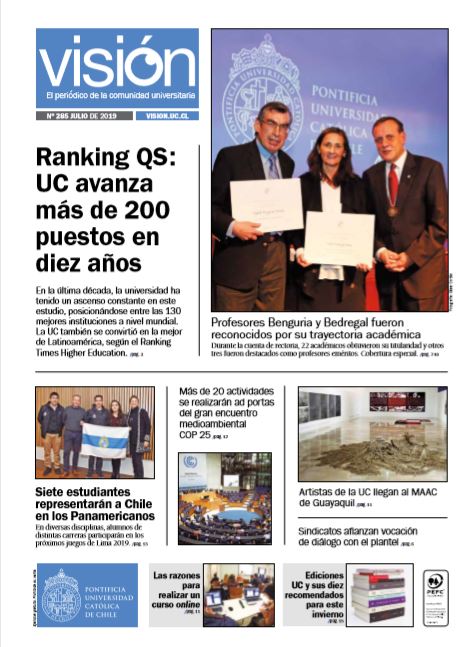 visión
El periódico de la comunidad universitaria
Nº 285 JULIO DE 2019
VISION.UC.CL
Ranking QS:
UC avanza
más de 200
puestos en
diez años
En la última década, la universidad ha
tenido un ascenso constante en este
estudio, posicionándose entre las 130
mejores instituciones a nivel mundial.
La UC también se convirtió en la mejor
de Latinoamérica, según el Ranking
Times Higher Education. /pág. 3
PONTIFICIA
UNIVERSIDAD
CATÓLICA
DE CHILE
Profesores Benguria y Bedregal fueron
reconocidos por su trayectoria académica
Durante la cuenta de rectoría, 22 académicos obtuvieron su titularidad y otros
tres fueron destacados como profesores eméritos. Cobertura especial.
Siete estudiantes
representarán a Chile
en los Panamericanos
En diversas disciplinas, alumnos de
distintas carreras participarán en los
próximos juegos de Lima 2019. /pág. 15
Más de 20 actividades
se realizarán ad portas
del gran encuentro
medioambiental
COP 25 /pág. 12
Artistas de la UC llegan al MAAC
de Guayaquil /pág. 11
Sindicatos afianzan vocación
de diálogo con el plantel /pág. 6
PONTIFICIA
UNIVERSIDAD
CATÓLICA
DE CHILE
Las razones
para
realizar un
curso online
/pág. 11
Ediciones
UC y sus diez
recomendados
para este
invierno
/pág. 15
PEFC